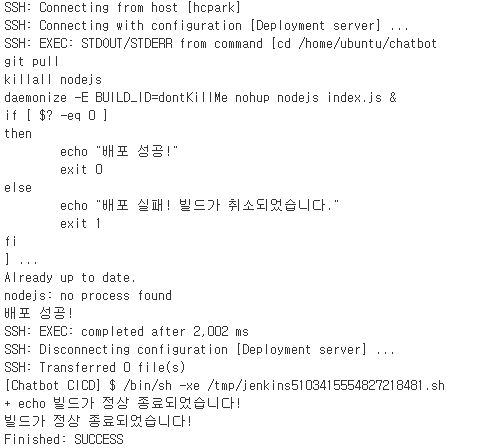 SSH: Connecting from host [hcpark]
SSH: Connecting with configuration [Deployment server] ...
SSH: EXEC: STDOUT/STDERR from command [cd /home/ubuntu/chatbot
git pull
killall nodejs
daemonize -E BUILD_ID=dontKillMe nohup nodejs index.js &
if [ $? -eq 0 ]
then
        echo "배포 성공!"
        exit 0
else
        echo "배포 실패! 빌드가 취소되었습니다."
        exit 1
fi
] ...
Already up to date.
nodejs: no process found
배포 성공!
SSH: EXEC: completed after 2,002 ms
SSH: Disconnecting configuration [Deployment server] ...
SSH: Transferred 0 file(s)
[Chatbot CICD] $ /bin/sh -xe /tmp/jenkins5103415554827218481.sh
+ echo 빌드가 정상 종료되었습니다!
빌드가 정상 종료되었습니다!
Finished: SUCCESS